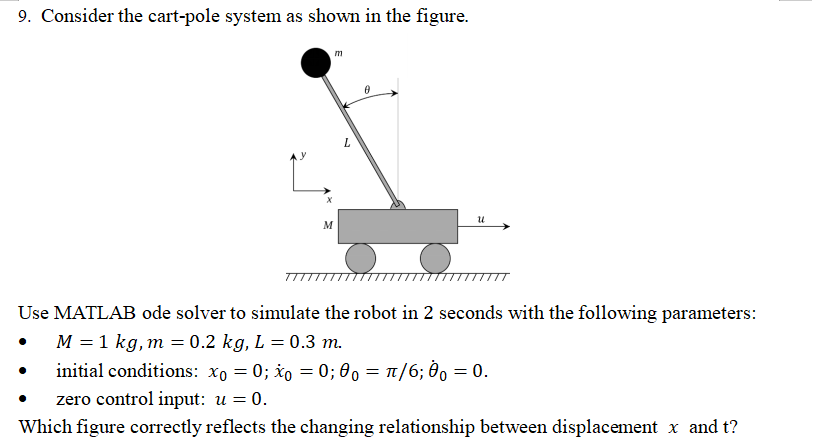 9. Consider the cart-pole system as shown in the figure.
m
θ
L
y
x
M
u
Use MATLAB ode solver to simulate the robot in 2 seconds with the following parameters:
• M = 1 kg, m = 0.2 kg, L = 0.3 m.
• initial conditions: x₀ = 0; ẋ₀ = 0; θ₀ = π/6; θ̇₀ = 0.
• zero control input: u = 0.
Which figure correctly reflects the changing relationship between displacement x and t?